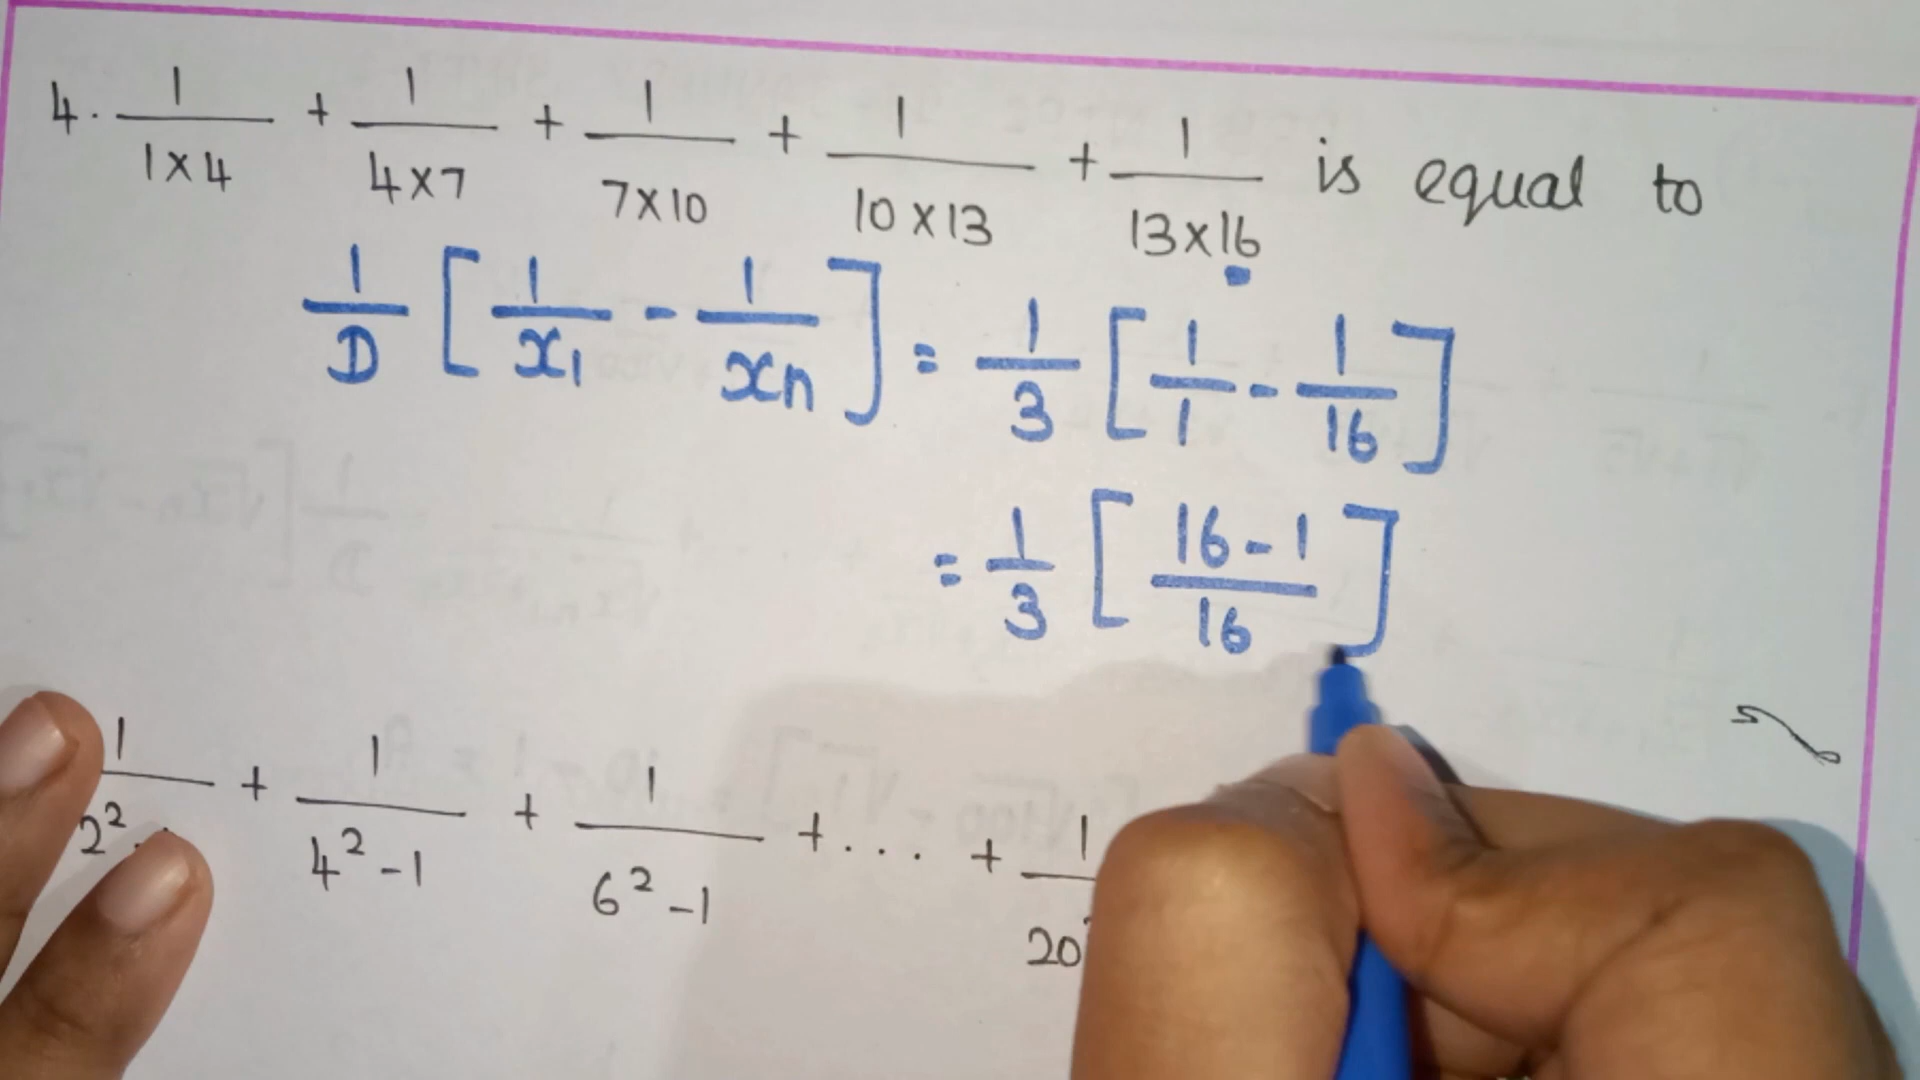 4. 1/(1×4) + 1/(4×7) + 1/(7×10) + 1/(10×13) + 1/(13×16) is equal to
1/D [1/x₁ - 1/xn] = 1/3 [1/1 - 1/16]
= 1/3 [(16-1)/16]
1/2² + 1/(4²-1) + 1/(6²-1) +... + 1/20